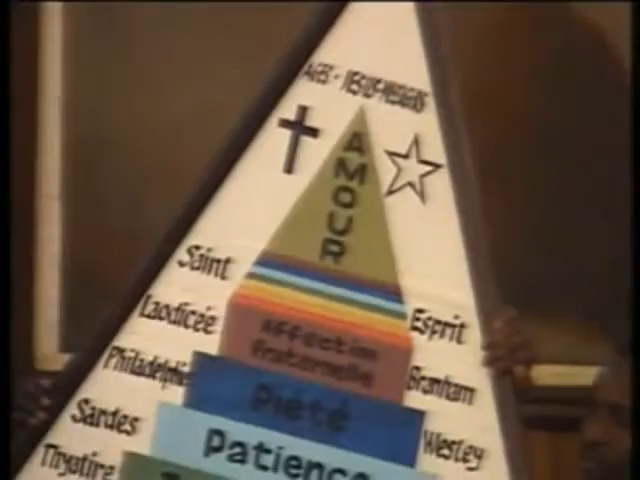 AMOUR
Saint
Esprit
Laodicée
Affection
fraternelle
Branham
Philadelphie
Piété
Wesley
Sardes
Patience
Thyatire